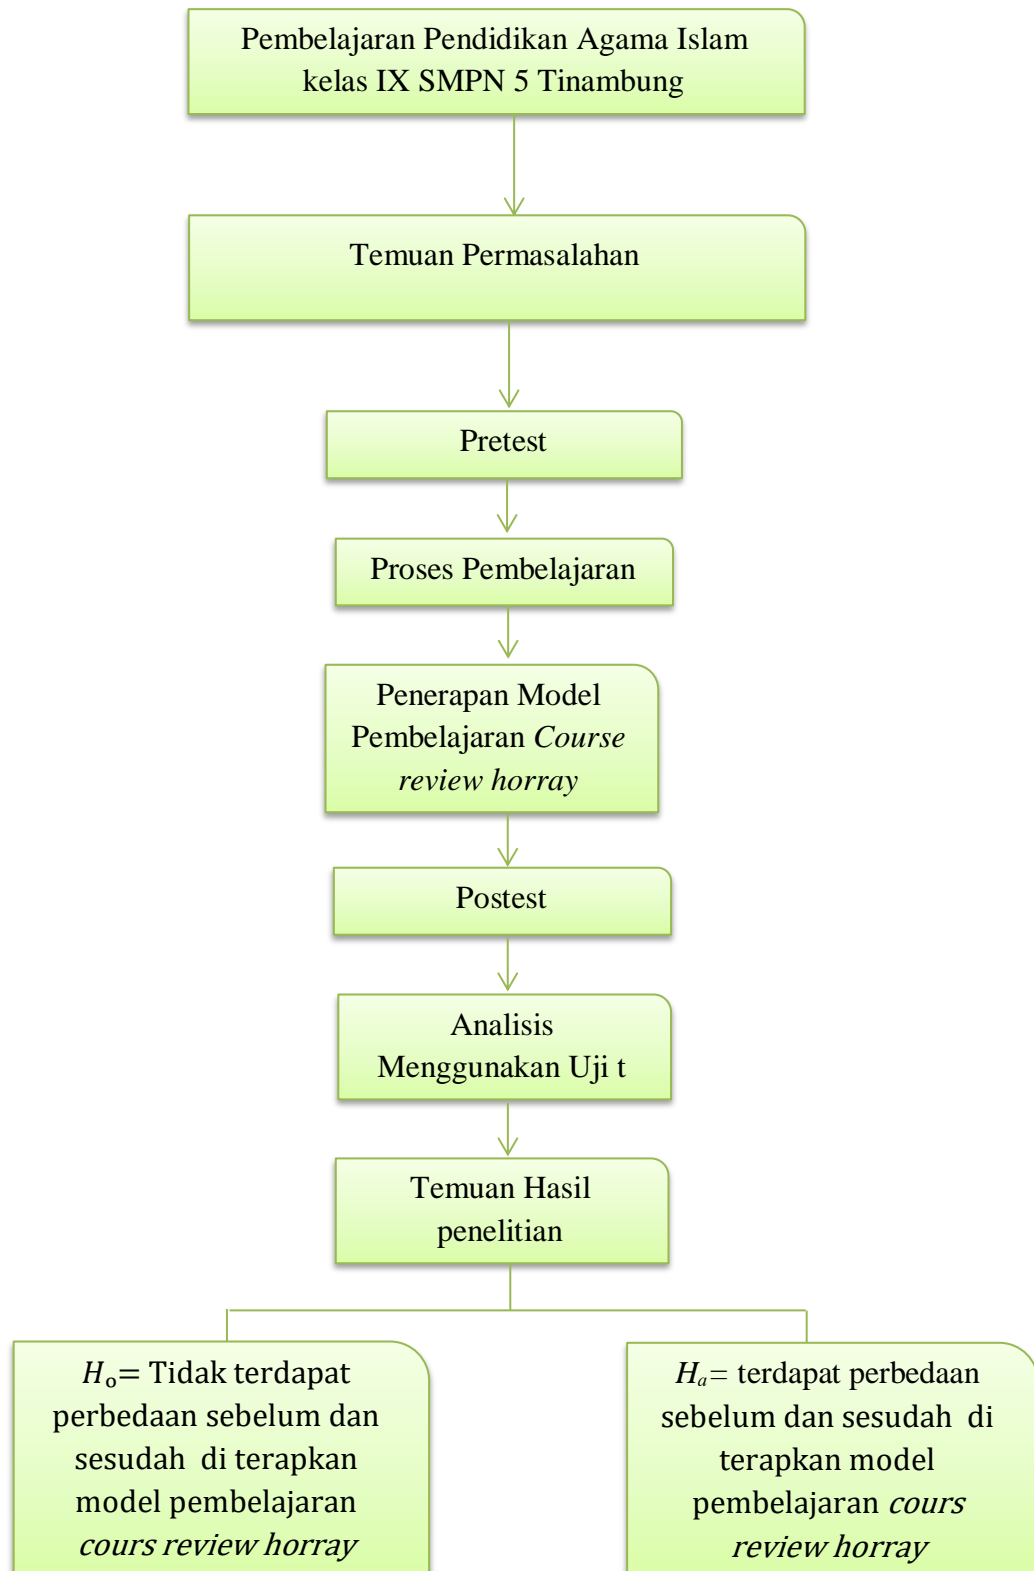 Pembelajaran Pendidikan Agama Islam
kelas IX SMPN 5 Tinambung
Temuan Permasalahan
Pretest
Proses Pembelajaran
Penerapan Model
Pembelajaran Course
review horray
Postest
Analisis
Menggunakan Uji t
Temuan Hasil
penelitian
H₀= Tidak terdapat
perbedaan sebelum dan
sesudah di terapkan
model pembelajaran
cours review horray
Hₐ= terdapat perbedaan
sebelum dan sesudah di
terapkan model
pembelajaran cours
review horray